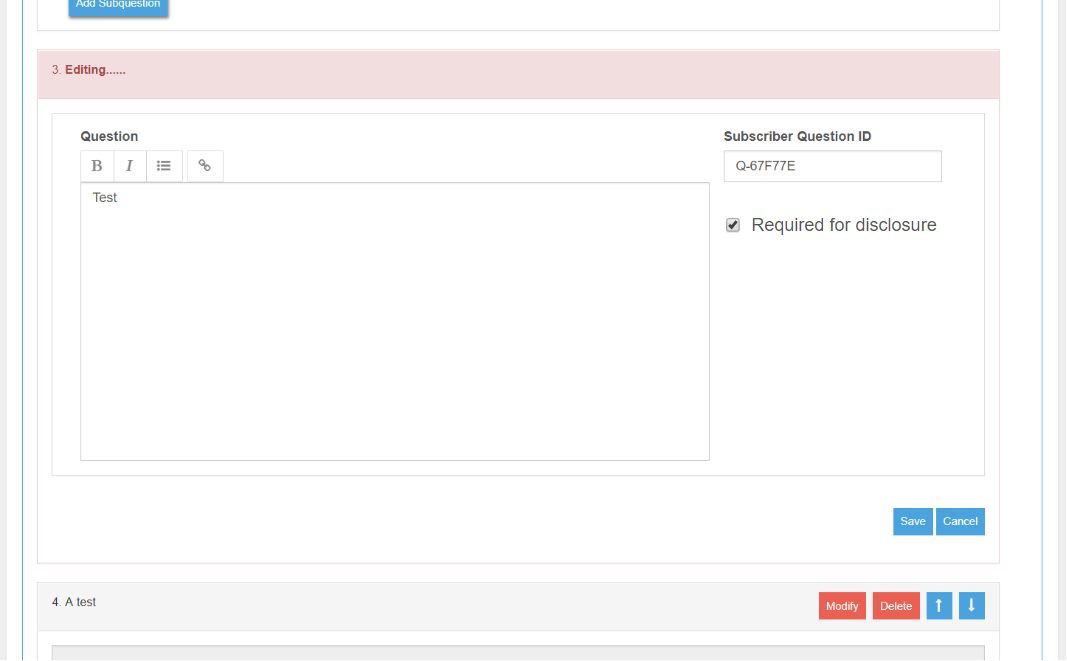 Add Subquestion
3. Editing......
Question
Subscriber Question ID
B I
Q-67F77E
Test
Required for disclosure
Save Cancel
4. A test
Modify Delete